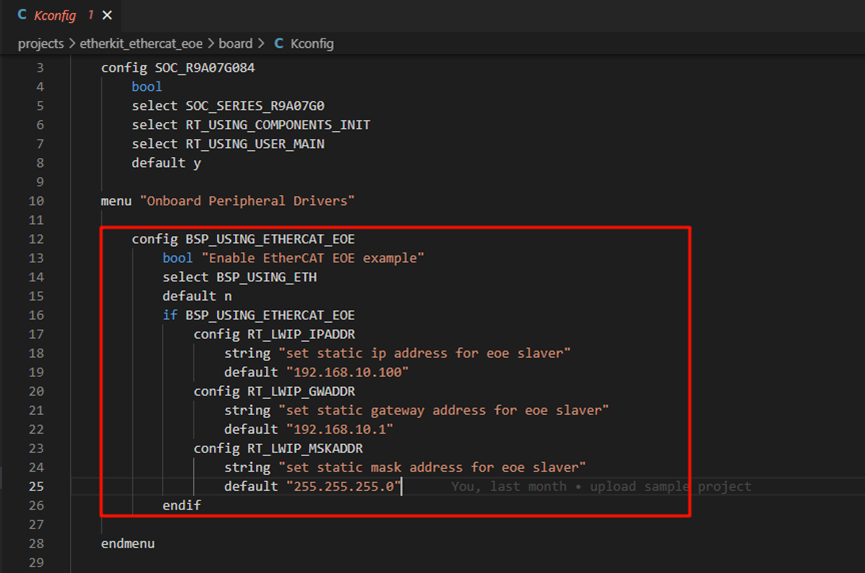 Kconfig 1
projects > etherkit_ethercat_eoe > board > Kconfig
3 config SOC_R9A07G084
4 bool
5 select SOC_SERIES_R9A07G0
6 select RT_USING_COMPONENTS_INIT
7 select RT_USING_USER_MAIN
8 default y
9
10 menu "Onboard Peripheral Drivers"
11
12 config BSP_USING_ETHERCAT_EOE
13 bool "Enable EtherCAT EOE example"
14 select BSP_USING_ETH
15 default n
16 if BSP_USING_ETHERCAT_EOE
17 config RT_LWIP_IPADDR
18 string "set static ip address for eoe slaver"
19 default "192.168.10.100"
20 config RT_LWIP_GWADDR
21 string "set static gateway address for eoe slaver"
22 default "192.168.10.1"
23 config RT_LWIP_MSKADDR
24 string "set static mask address for eoe slaver"
25 default "255.255.255.0" You, last month • upload sample project
26 endif
27
28 endmenu
29